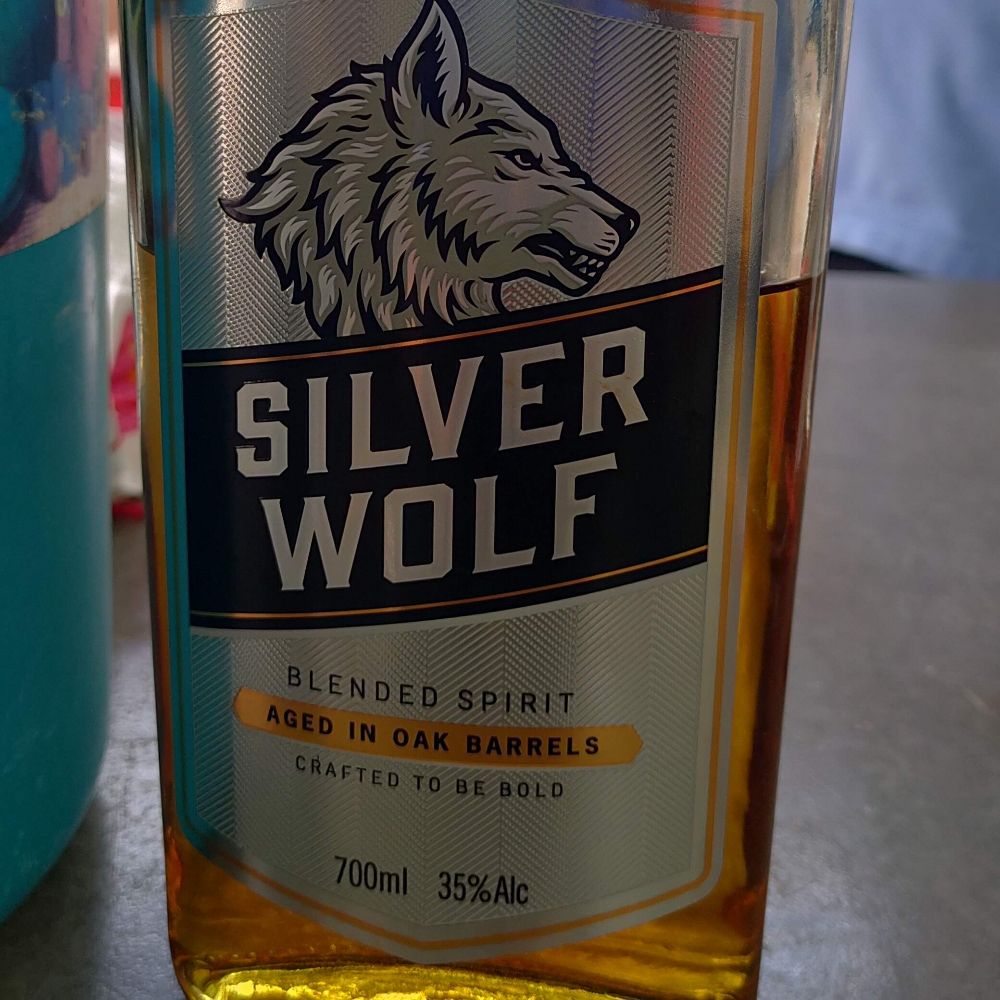 SILVER
WOLF
BLENDED SPIRIT
AGED IN OAK BARRELS
CRAFTED TO BE BOLD
700ml 35%Alc